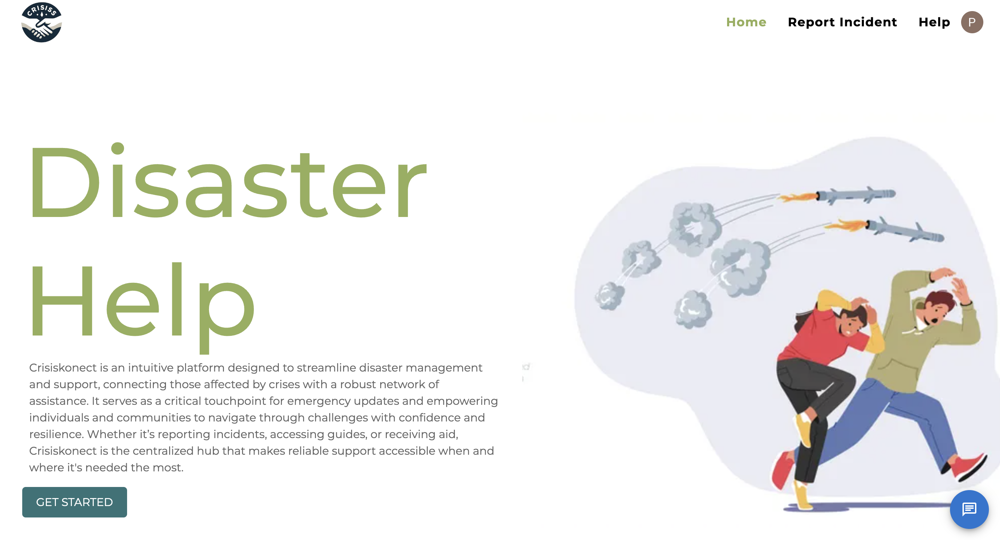 CRISISS
Home Report Incident Help P
Disaster
Help
Crisiskonect is an intuitive platform designed to streamline disaster management
and support, connecting those affected by crises with a robust network of
assistance. It serves as a critical touchpoint for emergency updates and empowering
individuals and communities to navigate through challenges with confidence and
resilience. Whether it’s reporting incidents, accessing guides, or receiving aid,
Crisiskonect is the centralized hub that makes reliable support accessible when and
where it's needed the most.
GET STARTED